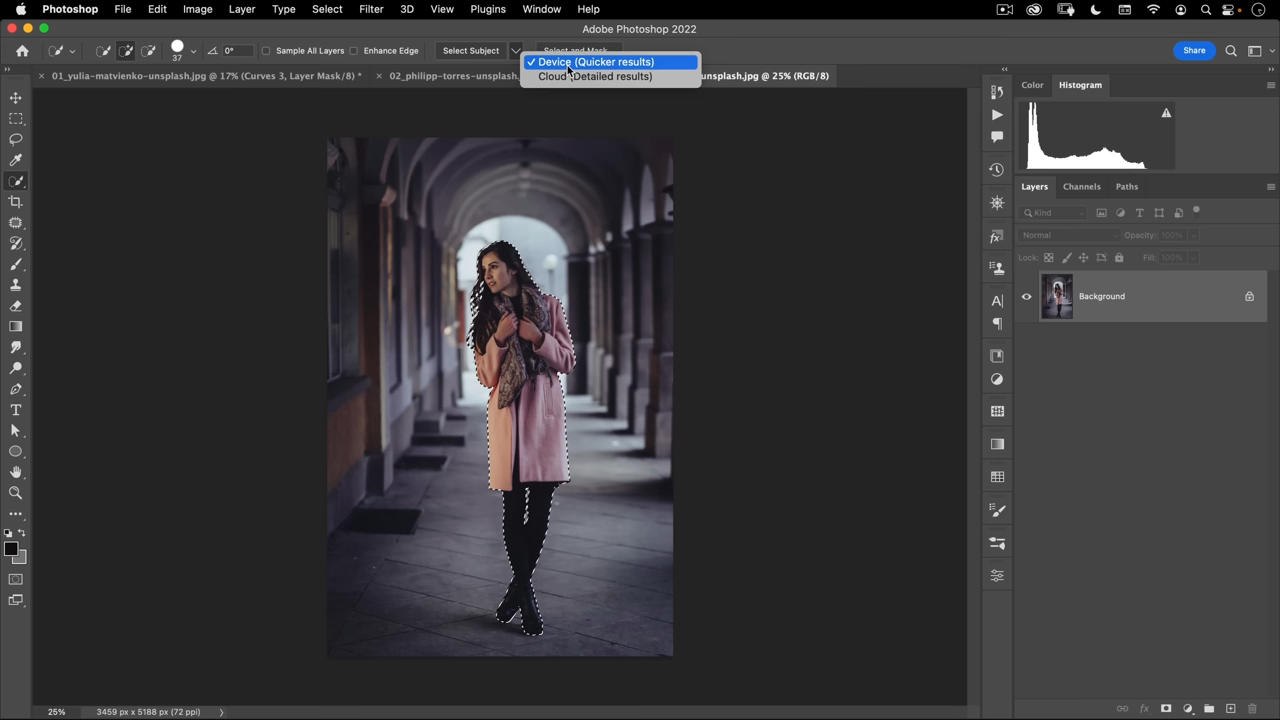 Photoshop File Edit Image Layer Type Select Filter 3D View Plugins Window Help
Adobe Photoshop 2022
37 0° Sample All Layers Enhance Edge Select Subject Select and Mask... Share
Device (Quicker results)
Cloud (Detailed results)
01_yulia-matvienko-unsplash.jpg @ 17% (Curves 3, Layer Mask/8) * 02_philipp-torres-unsplash. unsplash.jpg @ 25% (RGB/8)
Color Histogram
Layers Channels Paths
Kind
Normal Opacity: 100%
Lock: Fill: 100%
Background
25% 3459 px x 5188 px (72 ppi)